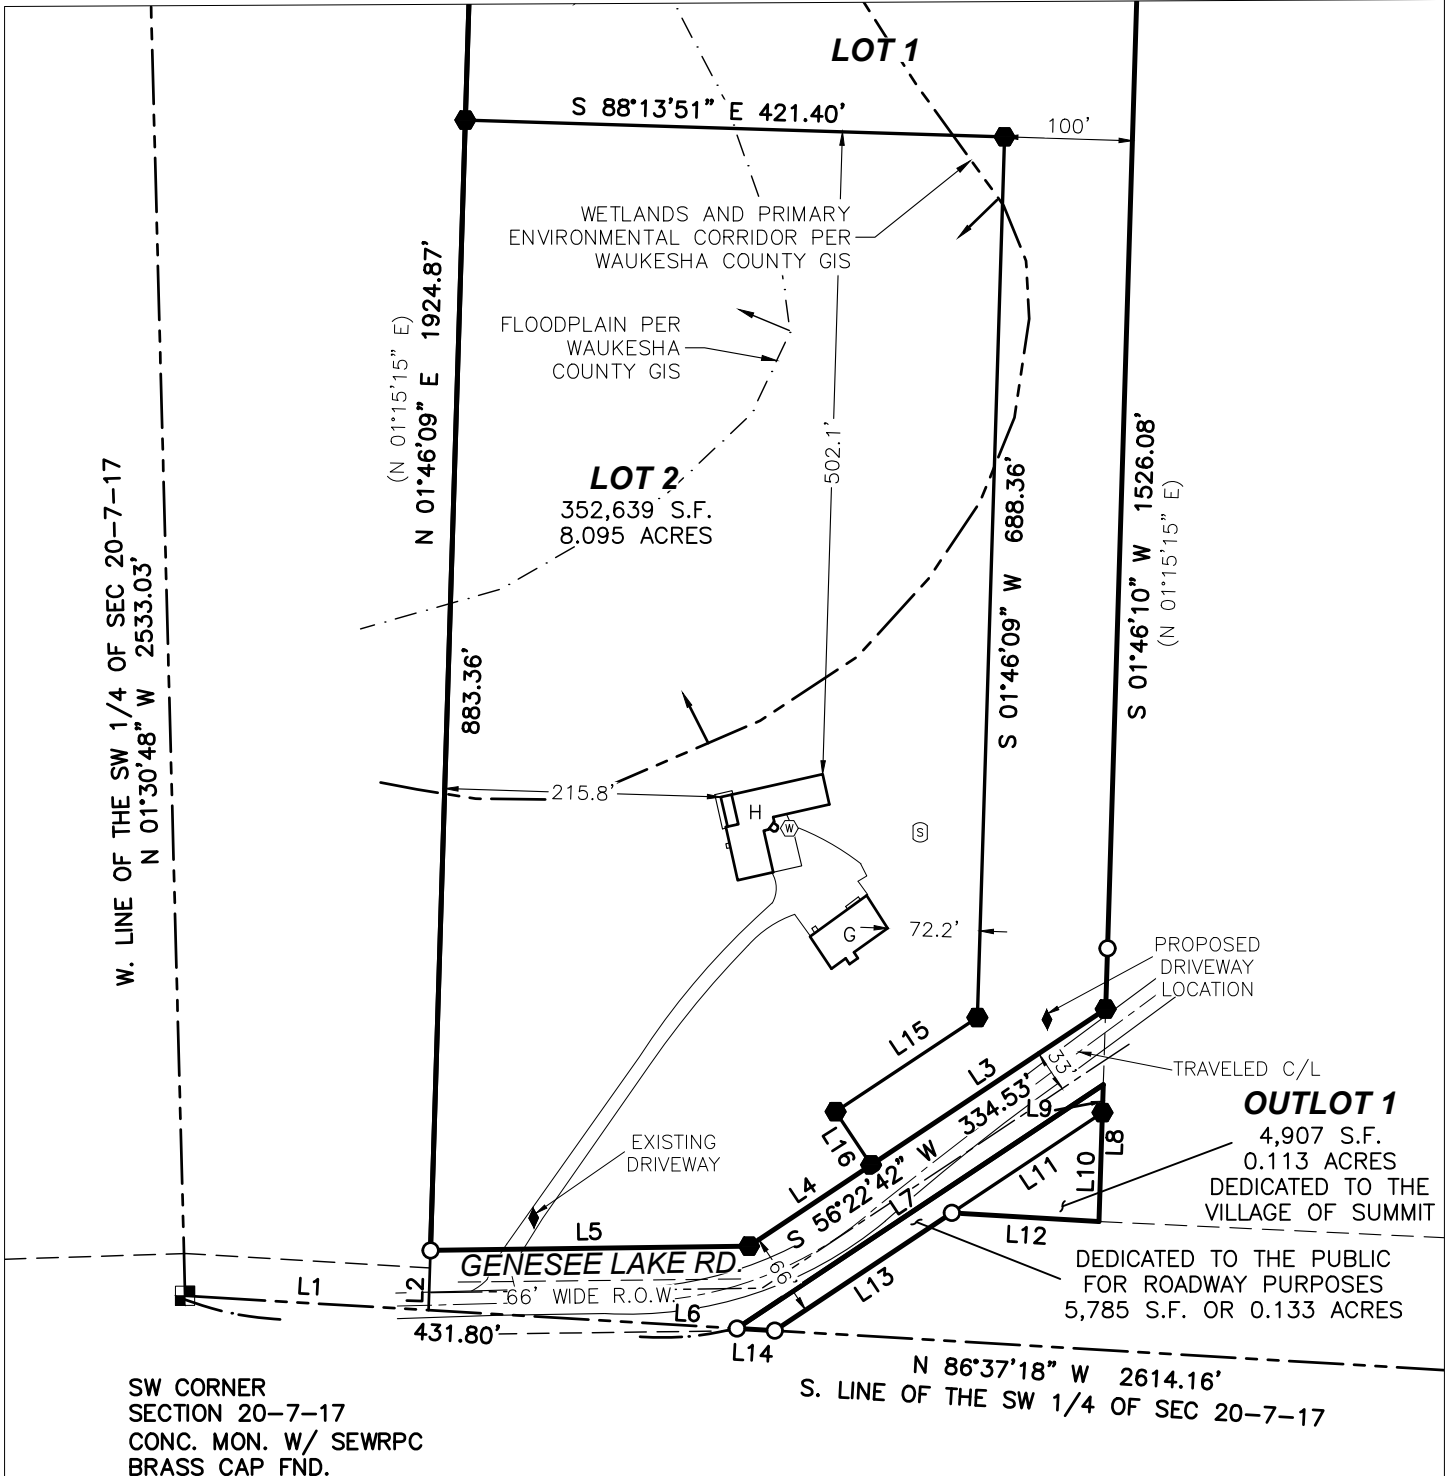 LOT 1
S 88°13'51" E 421.40'
100'
WETLANDS AND PRIMARY
ENVIRONMENTAL CORRIDOR PER
WAUKESHA COUNTY GIS
FLOODPLAIN PER
WAUKESHA
COUNTY GIS
(N 01°15'15" E)
N 01°46'09" E 1924.87'
502.1'
LOT 2
352,639 S.F.
8.095 ACRES
S 01°46'09" W 688.36'
S 01°46'10" W 1526.08'
(N 01°15'15" E)
W. LINE OF THE SW 1/4 OF SEC 20-7-17
N 01°30'48" W 2533.03'
883.36'
215.8'
H
W
S
G
72.2'
PROPOSED
DRIVEWAY
LOCATION
L15
L3
33'
TRAVELED C/L
OUTLOT 1
4,907 S.F.
0.113 ACRES
DEDICATED TO THE
VILLAGE OF SUMMIT
L9
L8
L10
L11
L16
EXISTING
DRIVEWAY
L4
S 56°22'42" W 334.53'
L7
L12
L5
GENESEE LAKE RD.
66'
DEDICATED TO THE PUBLIC
FOR ROADWAY PURPOSES
5,785 S.F. OR 0.133 ACRES
L1
L2
66' WIDE R.O.W.
L6
L13
431.80'
L14
N 86°37'18" W 2614.16'
S. LINE OF THE SW 1/4 OF SEC 20-7-17
SW CORNER
SECTION 20-7-17
CONC. MON. W/ SEWRPC
BRASS CAP FND.